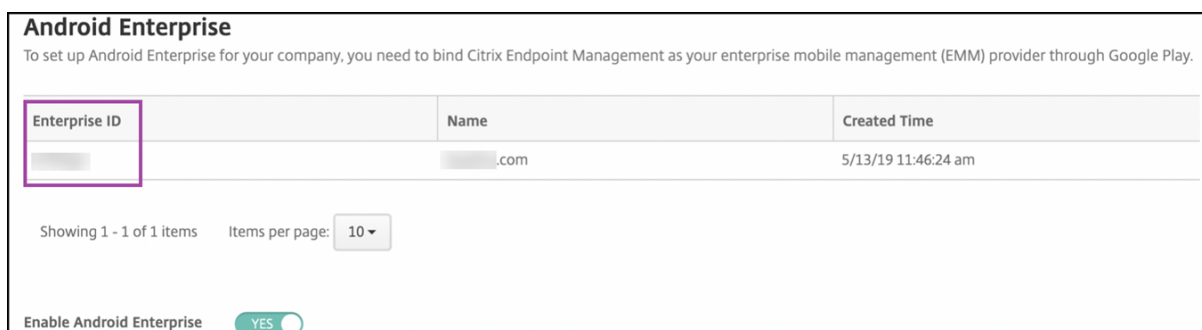 Android Enterprise
To set up Android Enterprise for your company, you need to bind Citrix Endpoint Management as your enterprise mobile management (EMM) provider through Google Play.
Enterprise ID Name Created Time
.com 5/13/19 11:46:24 am
Showing 1 - 1 of 1 items Items per page: 10
Enable Android Enterprise YES